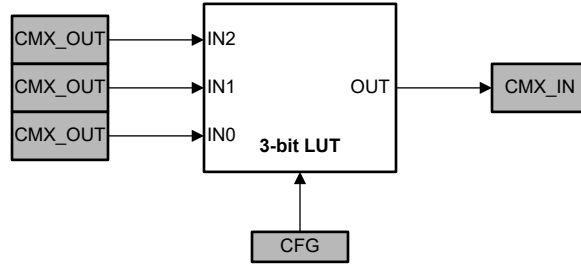 CMX_OUT
IN2
CMX_OUT
IN1
OUT
CMX_IN
CMX_OUT
IN0
3-bit LUT
CFG